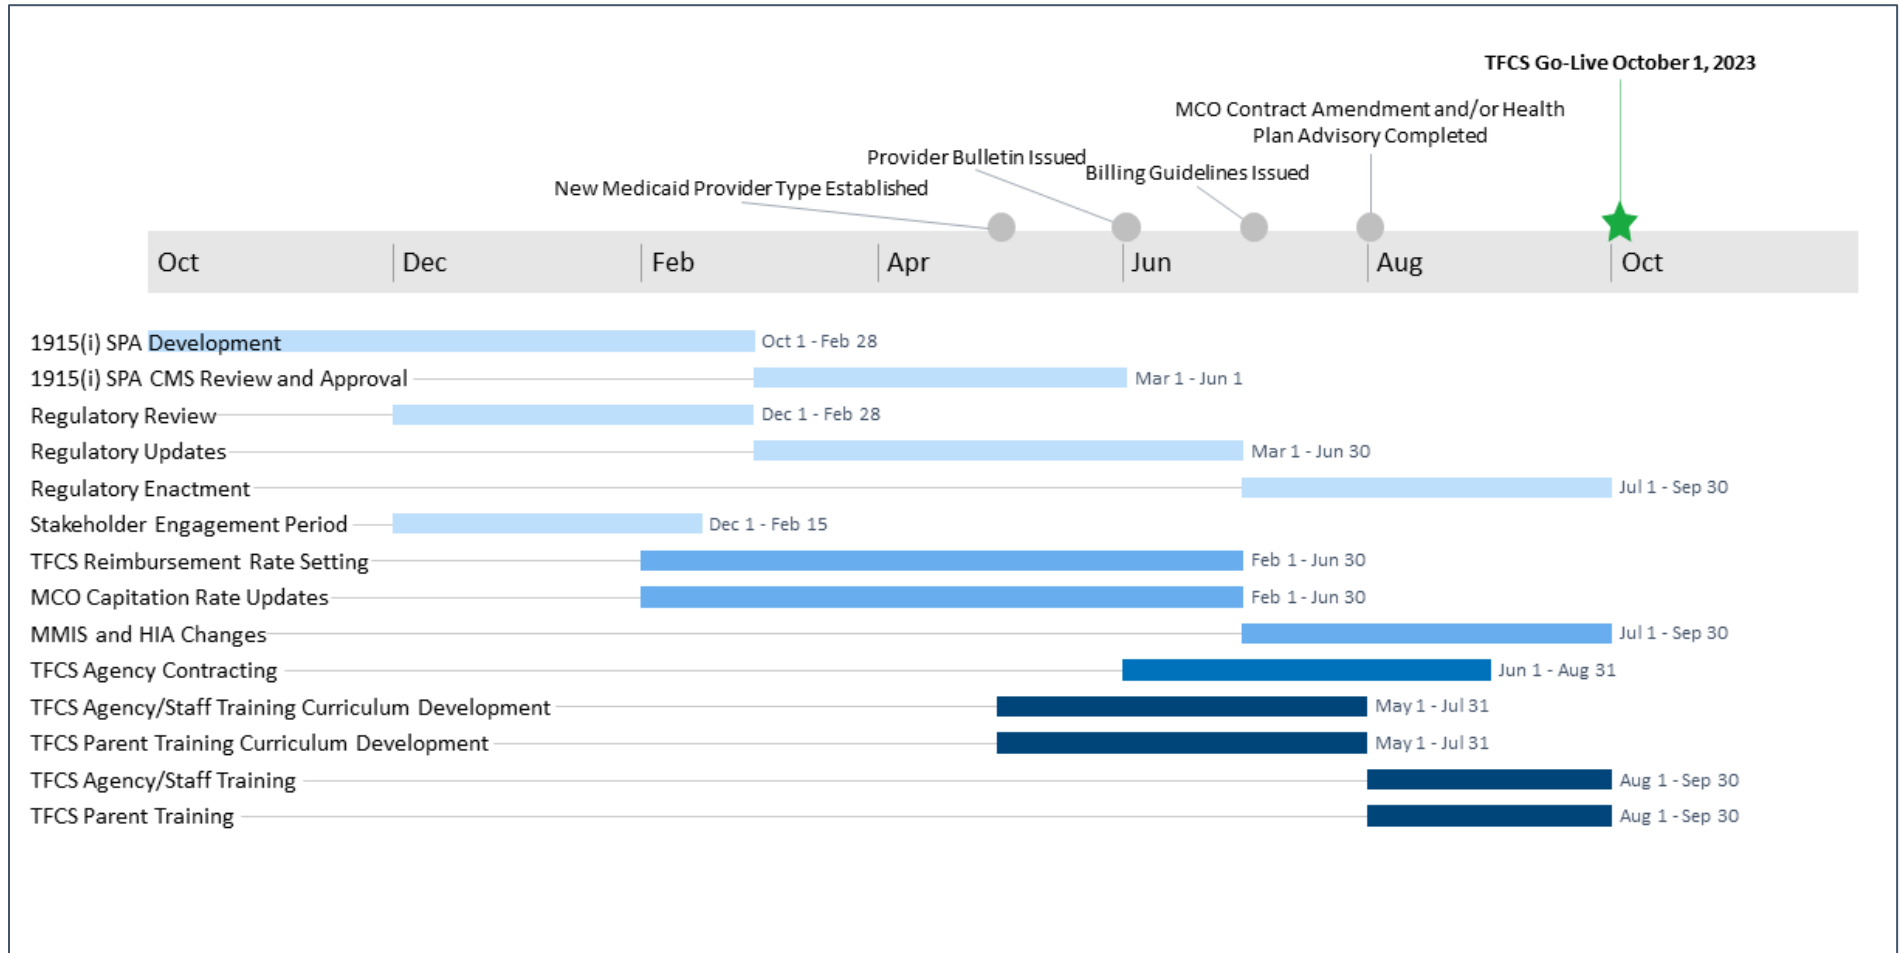 TFCS Go-Live October 1, 2023
MCO Contract Amendment and/or Health
Plan Advisory Completed
Provider Bulletin Issued
Billing Guidelines Issued
New Medicaid Provider Type Established
Oct Dec Feb Apr Jun Aug Oct
1915(i) SPA Development Oct 1 - Feb 28
1915(i) SPA CMS Review and Approval Mar 1 - Jun 1
Regulatory Review Dec 1 - Feb 28
Regulatory Updates Mar 1 - Jun 30
Regulatory Enactment Jul 1 - Sep 30
Stakeholder Engagement Period Dec 1 - Feb 15
TFCS Reimbursement Rate Setting Feb 1 - Jun 30
MCO Capitation Rate Updates Feb 1 - Jun 30
MMIS and HIA Changes Jul 1 - Sep 30
TFCS Agency Contracting Jun 1 - Aug 31
TFCS Agency/Staff Training Curriculum Development May 1 - Jul 31
TFCS Parent Training Curriculum Development May 1 - Jul 31
TFCS Agency/Staff Training Aug 1 - Sep 30
TFCS Parent Training Aug 1 - Sep 30